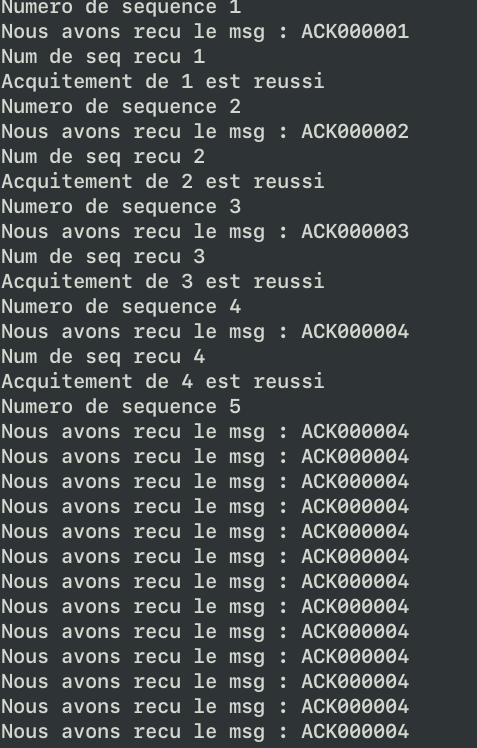 Numero de sequence 1
Nous avons recu le msg : ACK000001
Num de seq recu 1
Acquitement de 1 est reussi
Numero de sequence 2
Nous avons recu le msg : ACK000002
Num de seq recu 2
Acquitement de 2 est reussi
Numero de sequence 3
Nous avons recu le msg : ACK000003
Num de seq recu 3
Acquitement de 3 est reussi
Numero de sequence 4
Nous avons recu le msg : ACK000004
Num de seq recu 4
Acquitement de 4 est reussi
Numero de sequence 5
Nous avons recu le msg : ACK000004
Nous avons recu le msg : ACK000004
Nous avons recu le msg : ACK000004
Nous avons recu le msg : ACK000004
Nous avons recu le msg : ACK000004
Nous avons recu le msg : ACK000004
Nous avons recu le msg : ACK000004
Nous avons recu le msg : ACK000004
Nous avons recu le msg : ACK000004
Nous avons recu le msg : ACK000004
Nous avons recu le msg : ACK000004
Nous avons recu le msg : ACK000004
Nous avons recu le msg : ACK000004